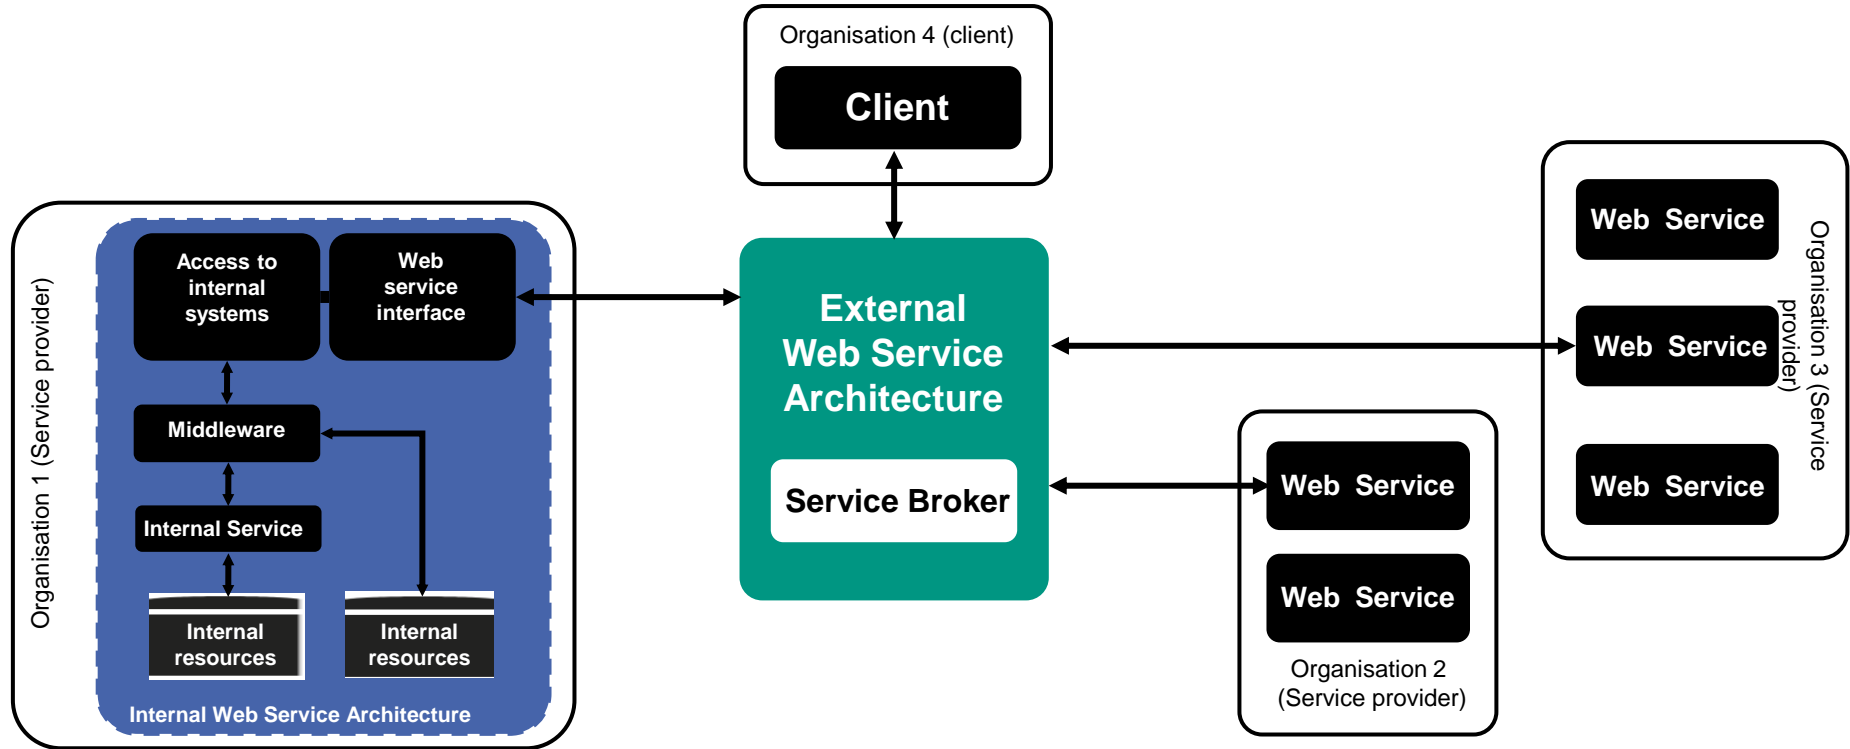 Organisation 4 (client)
Client
Organisation 1 (Service provider)
Access to
internal
systems
Web
service
interface
Middleware
Internal Service
Internal
resources
Internal
resources
Internal Web Service Architecture
External
Web Service
Architecture
Service Broker
Web Service
Web Service
Organisation 2
(Service provider)
Web Service
Web Service
Web Service
Organisation 3 (Service
provider)